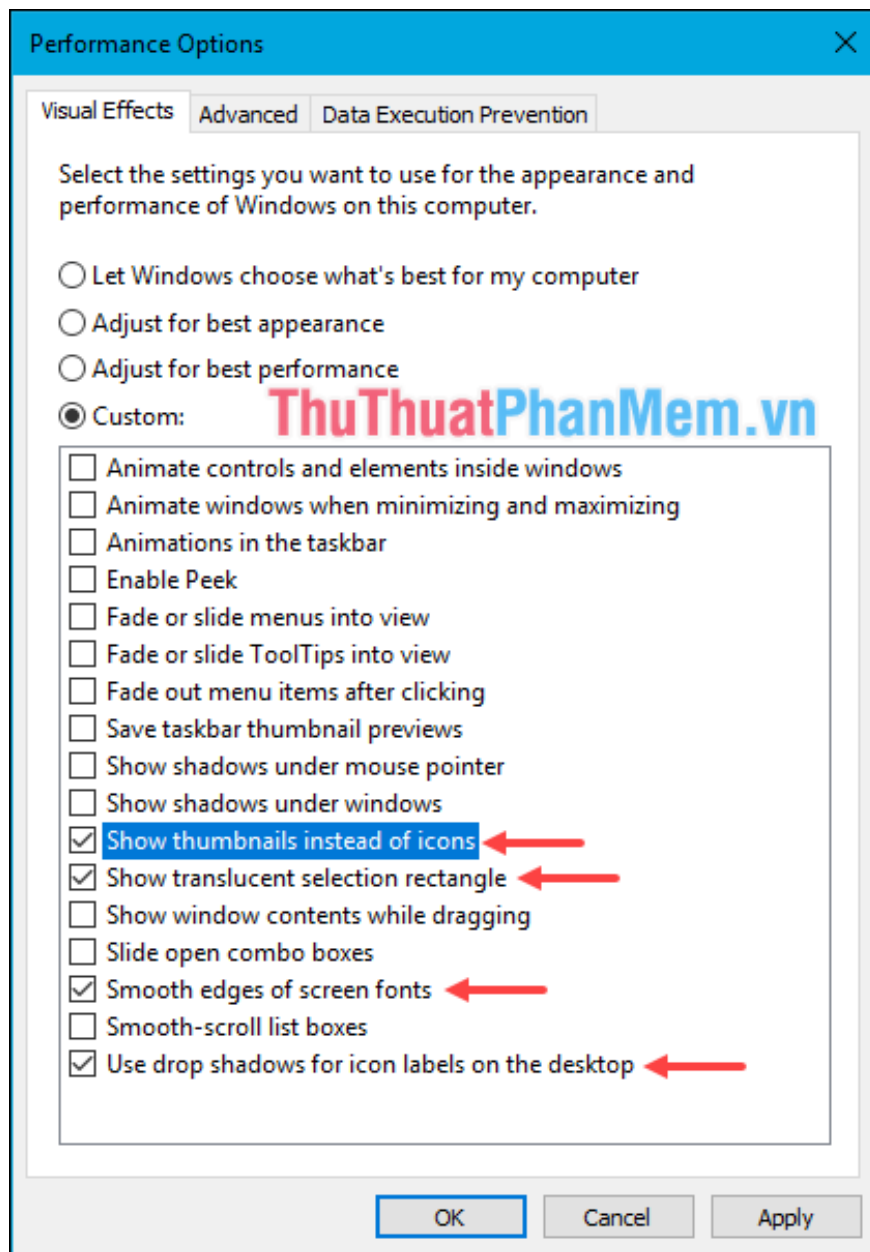 Performance Options
Visual Effects
Advanced
Data Execution Prevention
Select the settings you want to use for the appearance and
performance of Windows on this computer.
Let Windows choose what's best for my computer
Adjust for best appearance
Adjust for best performance
Custom:
ThuThuatPhanMem.vn
Animate controls and elements inside windows
Animate windows when minimizing and maximizing
Animations in the taskbar
Enable Peek
Fade or slide menus into view
Fade or slide ToolTips into view
Fade out menu items after clicking
Save taskbar thumbnail previews
Show shadows under mouse pointer
Show shadows under windows
Show thumbnails instead of icons
Show translucent selection rectangle
Show window contents while dragging
Slide open combo boxes
Smooth edges of screen fonts
Smooth-scroll list boxes
Use drop shadows for icon labels on the desktop
OK
Cancel
Apply